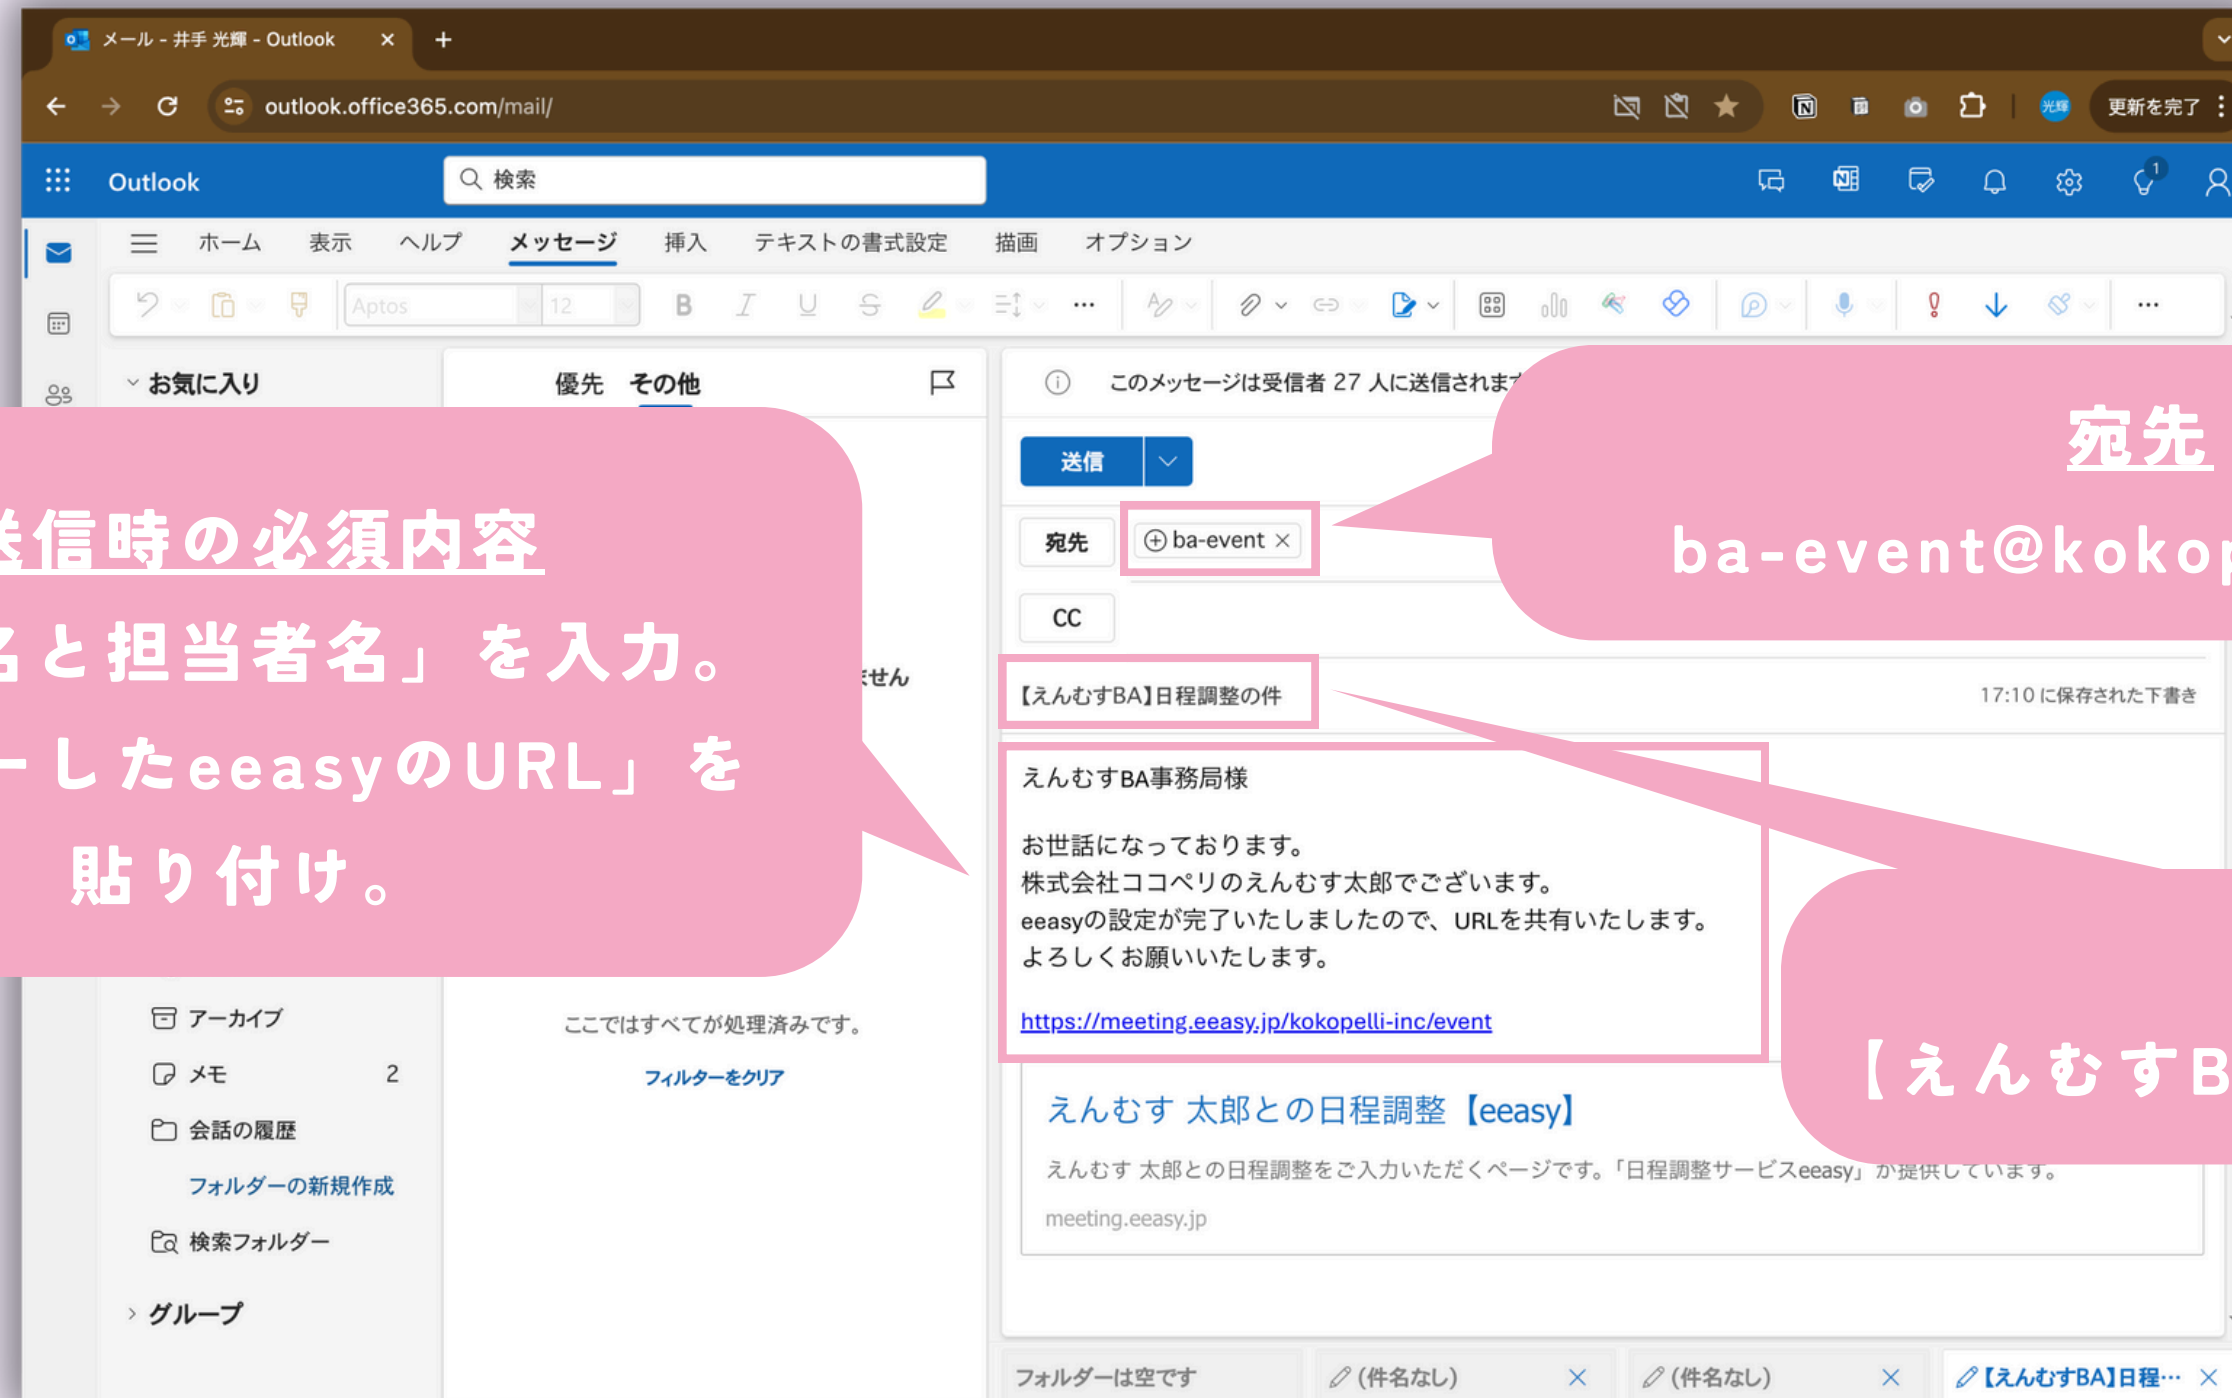 メール - 井手 光輝 - Outlook
outlook.office365.com/mail/
光輝
更新を完了
Outlook
検索
1
ホーム 表示 ヘルプ メッセージ 挿入 テキストの書式設定 描画 オプション
Aptos 12
お気に入り
優先 その他
このメッセージは受信者 27 人に送信されます
送信
宛先
ba-event@kokop
送信時の必須内容
名と担当者名」を入力。
ーしたeeasyのURL」を
貼り付け。
宛先 ba-event
CC
ません
【えんむすBA】日程調整の件
17:10 に保存された下書き
えんむすBA事務局様
お世話になっております。
株式会社ココペリのえんむす太郎でございます。
eeasyの設定が完了いたしましたので、URLを共有いたします。
よろしくお願いいたします。
https://meeting.eeasy.jp/kokopelli-inc/event
【えんむすB
えんむす 太郎との日程調整【eeasy】
えんむす 太郎との日程調整をご入力いただくページです。「日程調整サービスeeasy」が提供しています。
meeting.eeasy.jp
アーカイブ
メモ 2
会話の履歴
フォルダーの新規作成
検索フォルダー
グループ
ここではすべてが処理済みです。
フィルターをクリア
フォルダーは空です
(件名なし)
(件名なし)
【えんむすBA】日程…